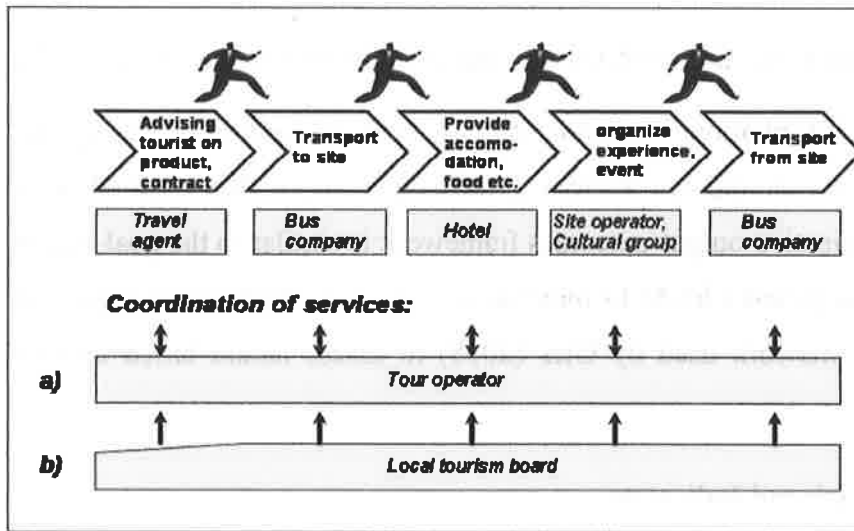 Advising
tourist on
product,
contract
Transport
to site
Provide
accomo-
dation,
food etc.
organize
experience,
event
Transport
from site
Travel
agent
Bus
company
Hotel
Site operator,
Cultural group
Bus
company
Coordination of services:
a)
Tour operator
b)
Local tourism board